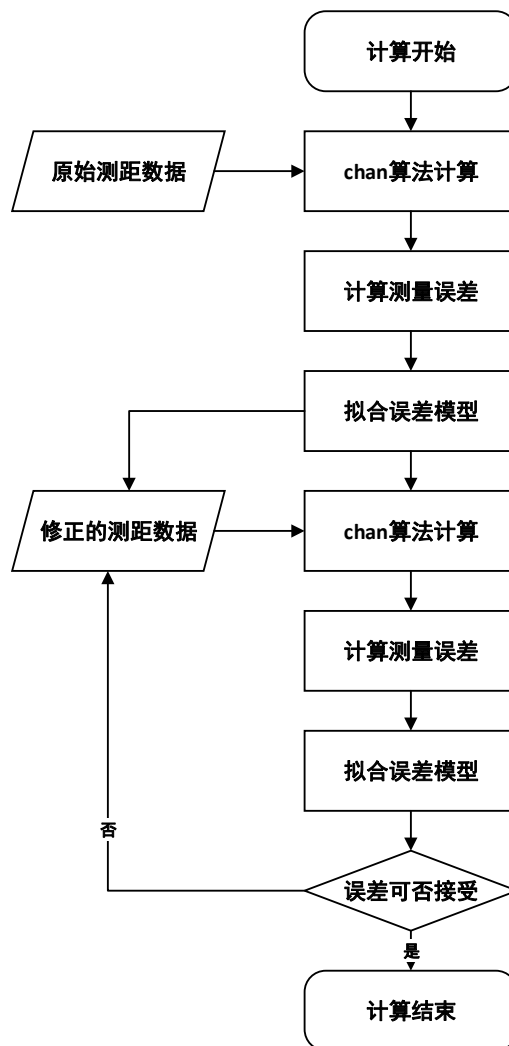 计算开始
原始测距数据
chan算法计算
计算测量误差
拟合误差模型
修正的测距数据
chan算法计算
计算测量误差
拟合误差模型
否
误差可否接受
是
计算结束